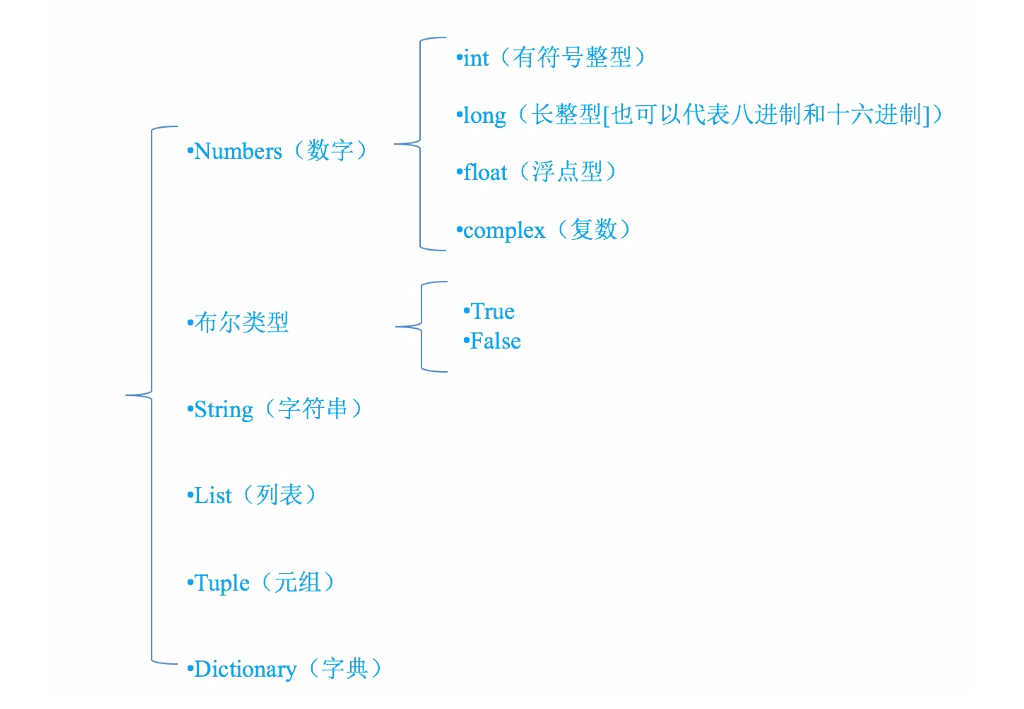 •Numbers（数字）
•int（有符号整型）
•long（长整型[也可以代表八进制和十六进制]）
•float（浮点型）
•complex（复数）
•布尔类型
•True
•False
•String（字符串）
•List（列表）
•Tuple（元组）
•Dictionary（字典）